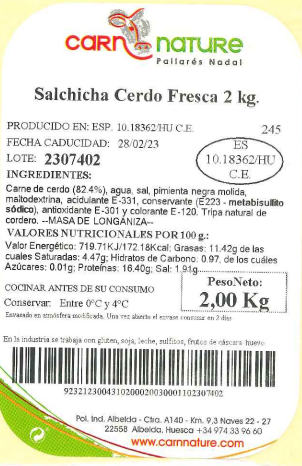 CARN NATURE
Pallarés Nadal
Salchicha Cerdo Fresca 2 kg.
PRODUCIDO EN: ESP. 10.18362/HU C.E. 245
FECHA CADUCIDAD: 28/02/23
LOTE: 2307402
ES
10.18362/HU
C.E.
INGREDIENTES:
Carne de cerdo (82.4%), agua, sal, pimienta negra molida,
maltodextrina, acidulante E-331, conservante (E223 - metabisulfito
sódico), antioxidante E-301 y colorante E-120. Tripa natural de
cordero. --MASA DE LONGANIZA--
VALORES NUTRICIONALES POR 100 g.:
Valor Energético: 719.71KJ/172.18Kcal; Grasas: 11.42g de las
cuales Saturadas: 4.47g; Hidratos de Carbono: 0.97, de los cuáles
Azúcares: 0.01g; Proteínas: 16.40g; Sal: 1.91g
COCINAR ANTES DE SU CONSUMO
Conservar: Entre 0ºC y 4ºC
Envasado en atmósfera modificada. Una vez abierto el envase consumir en 2 días
PesoNeto:
2,00 Kg
En la industria se trabaja con gluten, soja, leche, sulfitos, frutos de cáscara huevo
9232123004310200020030001102307402
Pol. Ind. Albelda - Ctra. A140 - Km. 9,3 Naves 22 - 27
22558 Albelda, Huesca +34 974 33 96 60
www.carnnature.com